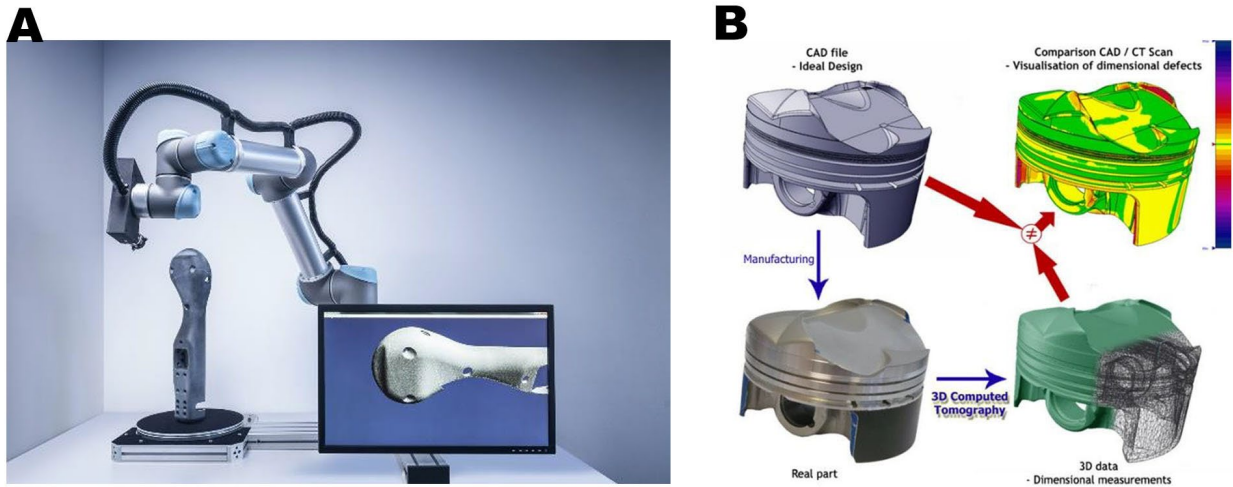 A
B
CAD file
- Ideal Design
Comparison CAD / CT Scan
- Visualisation of dimensional defects
≠
Manufacturing
3D Computed
Tomography
Real part
3D data
- Dimensional measurements